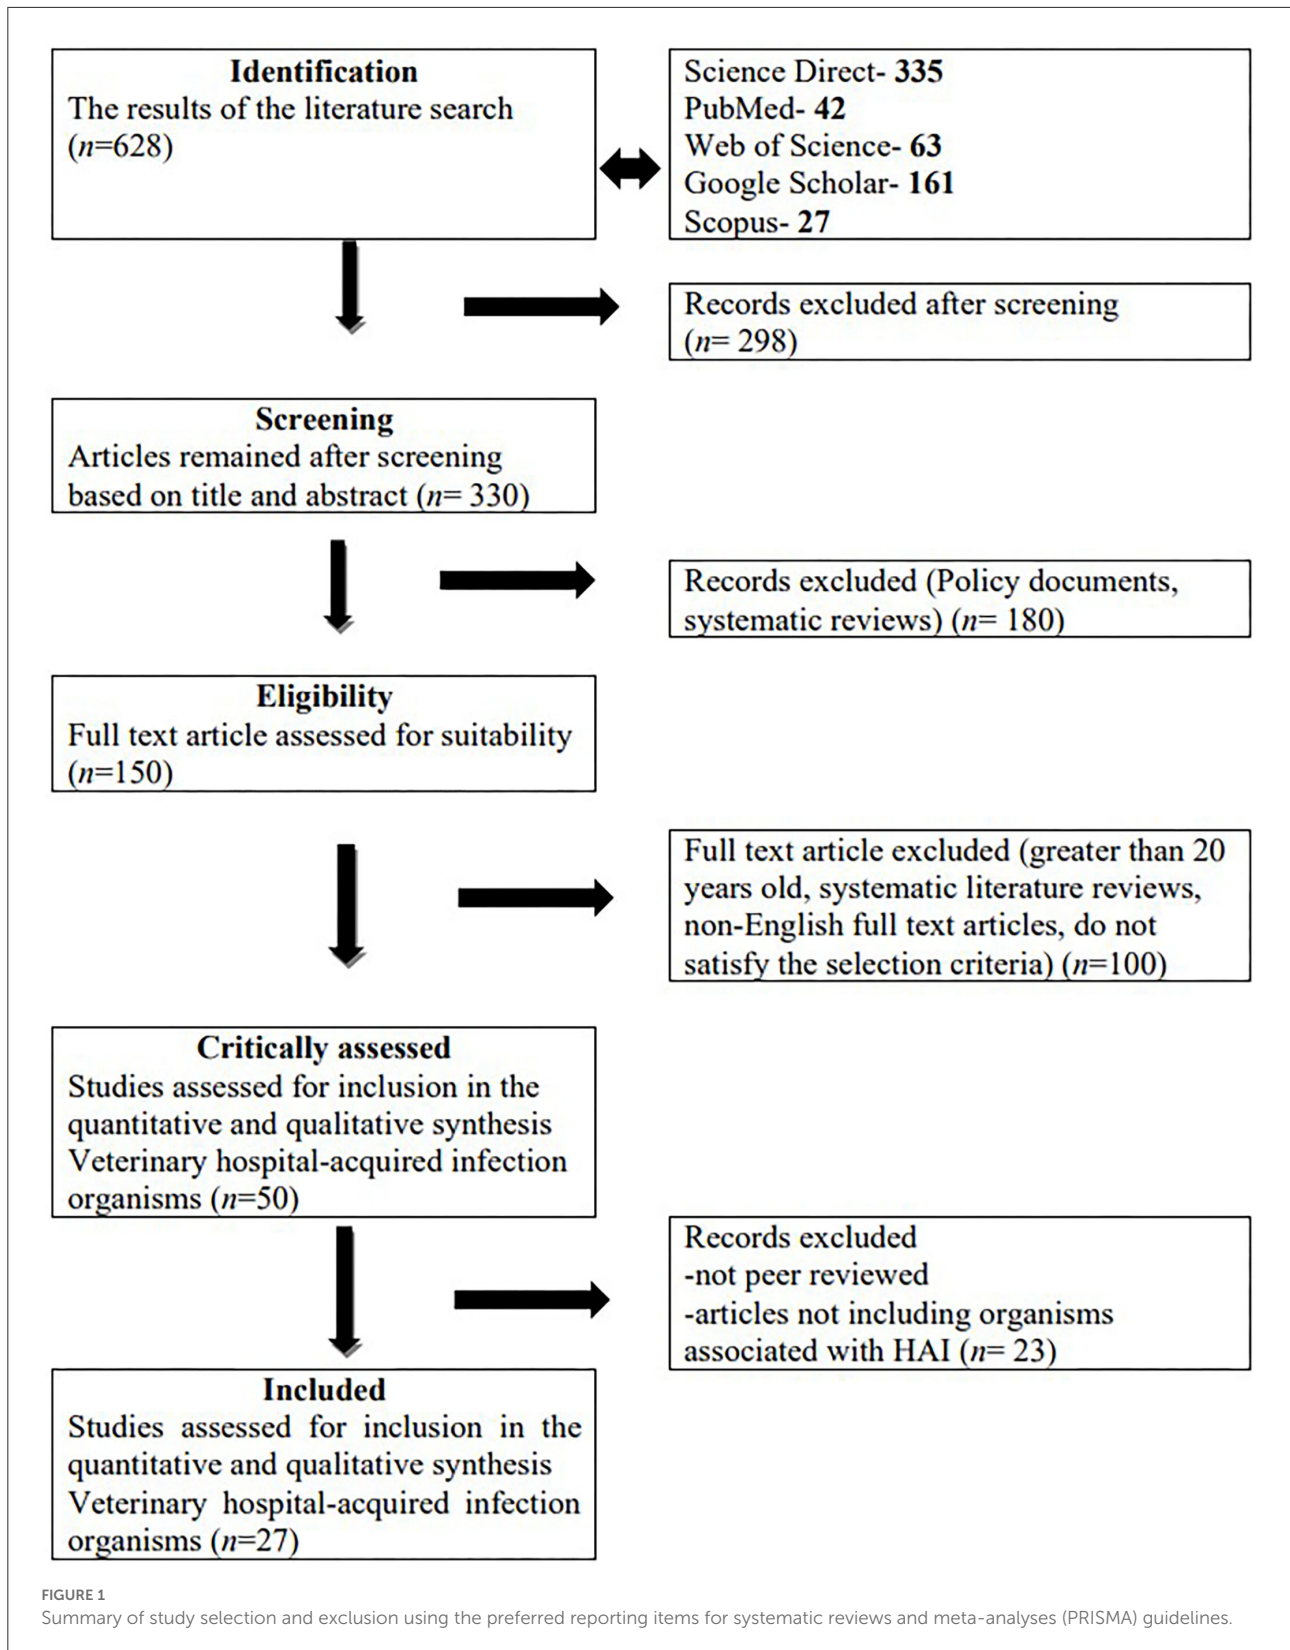 Identification
The results of the literature search
(n=628)
Science Direct- 335
PubMed- 42
Web of Science- 63
Google Scholar- 161
Scopus- 27
Records excluded after screening
(n= 298)
Screening
Articles remained after screening
based on title and abstract (n= 330)
Records excluded (Policy documents,
systematic reviews) (n= 180)
Eligibility
Full text article assessed for suitability
(n=150)
Full text article excluded (greater than 20
years old, systematic literature reviews,
non-English full text articles, do not
satisfy the selection criteria) (n=100)
Critically assessed
Studies assessed for inclusion in the
quantitative and qualitative synthesis
Veterinary hospital-acquired infection
organisms (n=50)
Records excluded
-not peer reviewed
-articles not including organisms
associated with HAI (n= 23)
Included
Studies assessed for inclusion in the
quantitative and qualitative synthesis
Veterinary hospital-acquired infection
organisms (n=27)
FIGURE 1
Summary of study selection and exclusion using the preferred reporting items for systematic reviews and meta-analyses (PRISMA) guidelines.